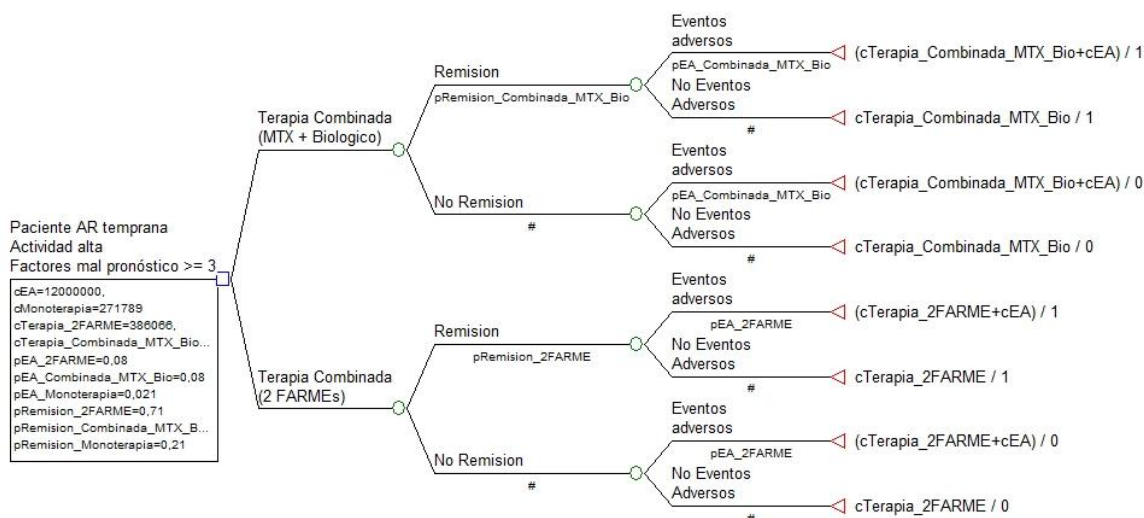 Paciente AR temprana
Actividad alta
Factores mal pronóstico >= 3
cEA=12000000,
cMonoterapia=271789
cTerapia_2FARME=386066,
cTerapia_Combinada_MTX_Bio...
pEA_2FARME=0,08
pEA_Combinada_MTX_Bio=0,08
pEA_Monoterapia=0,021
pRemision_2FARME=0,71
pRemision_Combinada_MTX_B...
pRemision_Monoterapia=0,21
Terapia Combinada
(MTX + Biologico)
Remision
pRemision_Combinada_MTX_Bio
Eventos
adversos
pEA_Combinada_MTX_Bio
(cTerapia_Combinada_MTX_Bio+cEA) / 1
No Eventos
Adversos
#
cTerapia_Combinada_MTX_Bio / 1
No Remision
#
Eventos
adversos
pEA_Combinada_MTX_Bio
(cTerapia_Combinada_MTX_Bio+cEA) / 0
No Eventos
Adversos
#
cTerapia_Combinada_MTX_Bio / 0
Terapia Combinada
(2 FARMEs)
Remision
pRemision_2FARME
Eventos
adversos
pEA_2FARME
(cTerapia_2FARME+cEA) / 1
No Eventos
Adversos
#
cTerapia_2FARME / 1
No Remision
#
Eventos
adversos
pEA_2FARME
(cTerapia_2FARME+cEA) / 0
No Eventos
Adversos
#
cTerapia_2FARME / 0